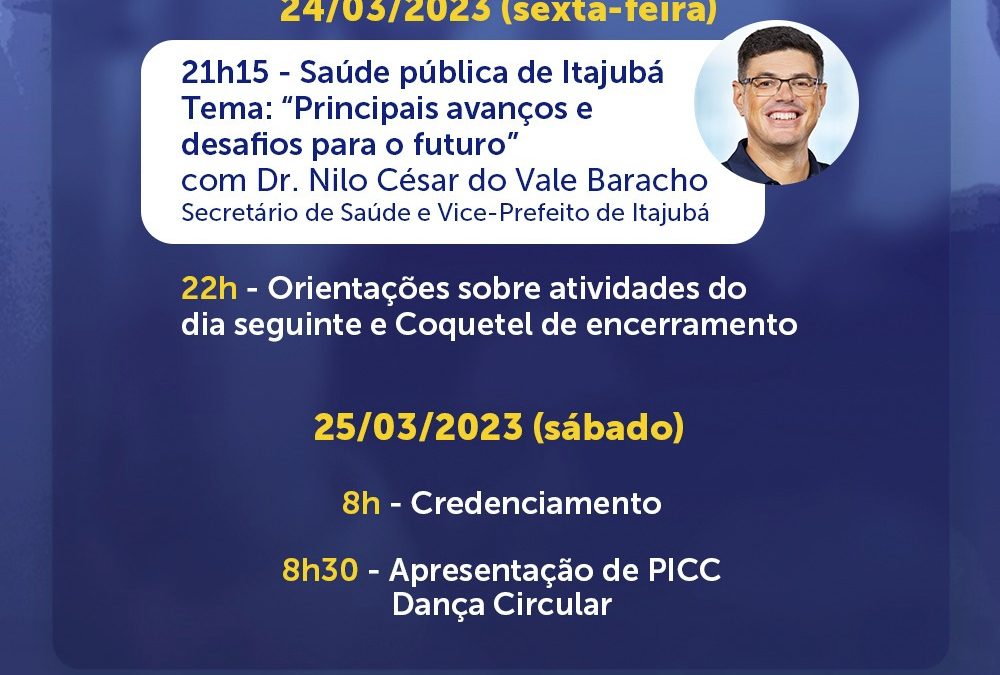 24/03/2023 (sexta-feira)
21h15 - Saúde pública de Itajubá
Tema: “Principais avanços e
desafios para o futuro”
com Dr. Nilo César do Vale Baracho
Secretário de Saúde e Vice-Prefeito de Itajubá
22h - Orientações sobre atividades do
dia seguinte e Coquetel de encerramento
25/03/2023 (sábado)
8h - Credenciamento
8h30 - Apresentação de PICC
Dança Circular